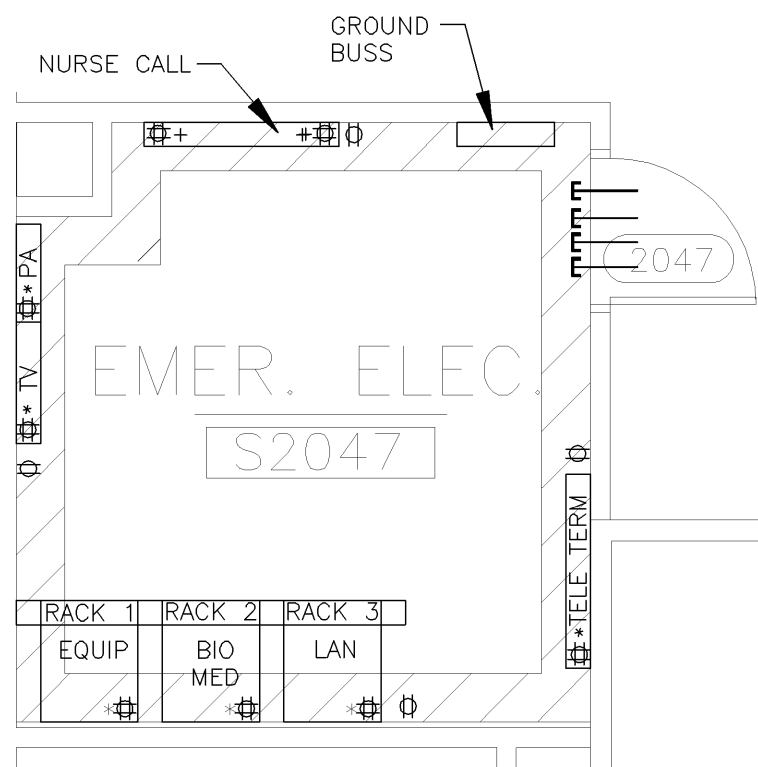 GROUND
BUSS
NURSE CALL
*PA
2047
* TV
EMER. ELEC.
S2047
*TELE TERM
RACK 1
RACK 2
RACK 3
EQUIP
BIO
MED
LAN
*
*
*